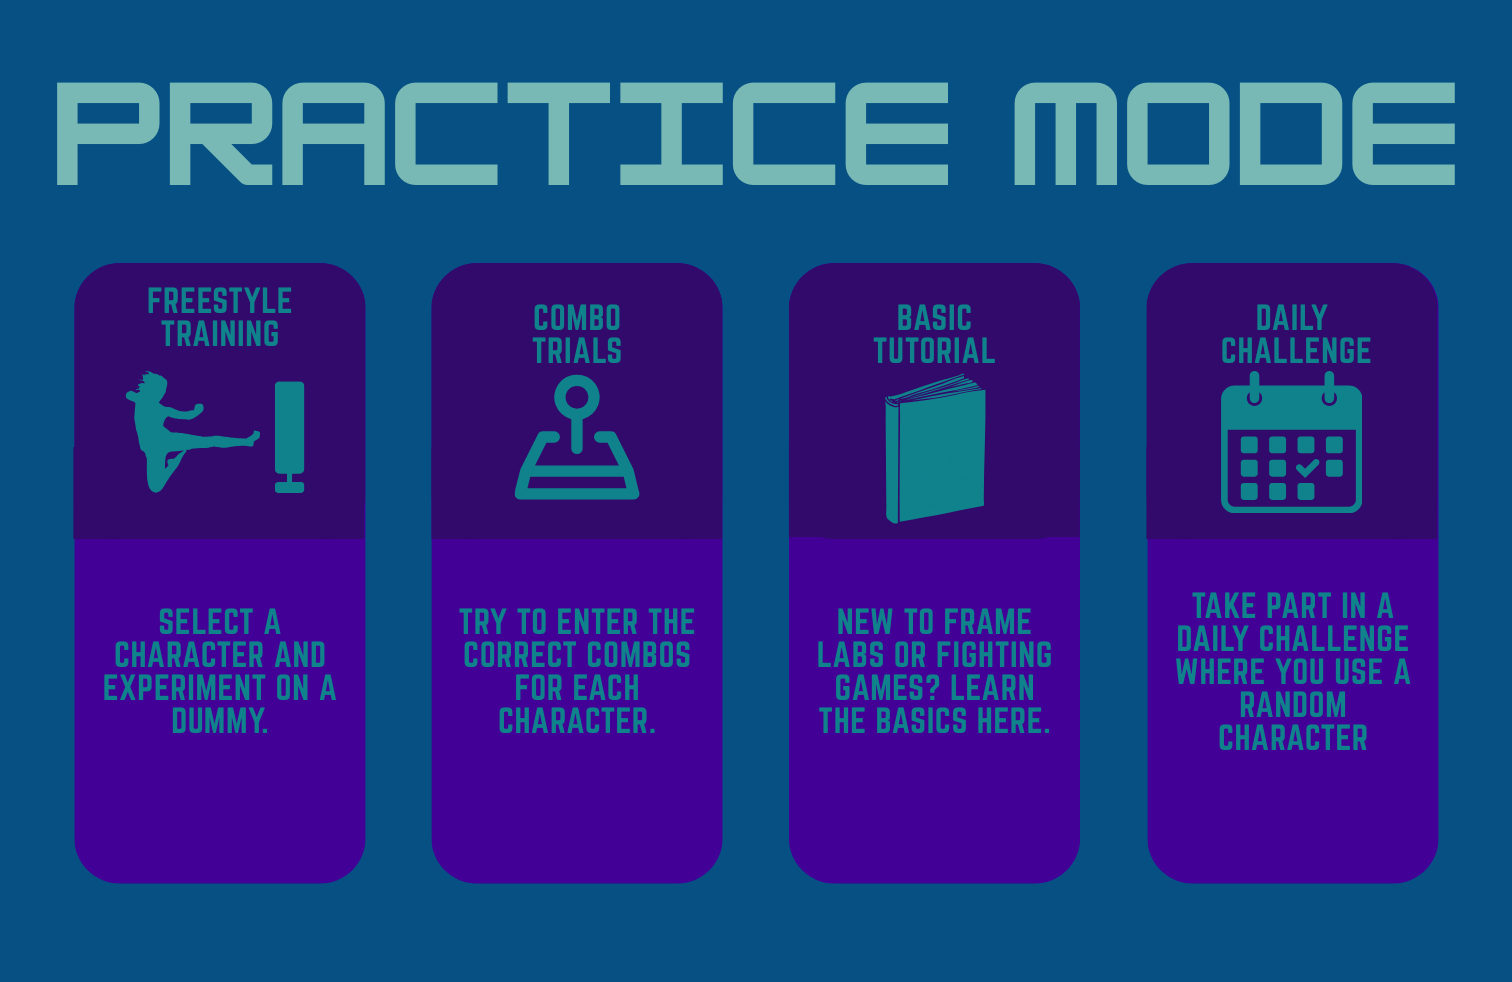 PRACTICE MODE
FREESTYLE
TRAINING
SELECT A
CHARACTER AND
EXPERIMENT ON A
DUMMY.
COMBO
TRIALS
TRY TO ENTER THE
CORRECT COMBOS
FOR EACH
CHARACTER.
BASIC
TUTORIAL
NEW TO FRAME
LABS OR FIGHTING
GAMES? LEARN
THE BASICS HERE.
DAILY
CHALLENGE
TAKE PART IN A
DAILY CHALLENGE
WHERE YOU USE A
RANDOM
CHARACTER